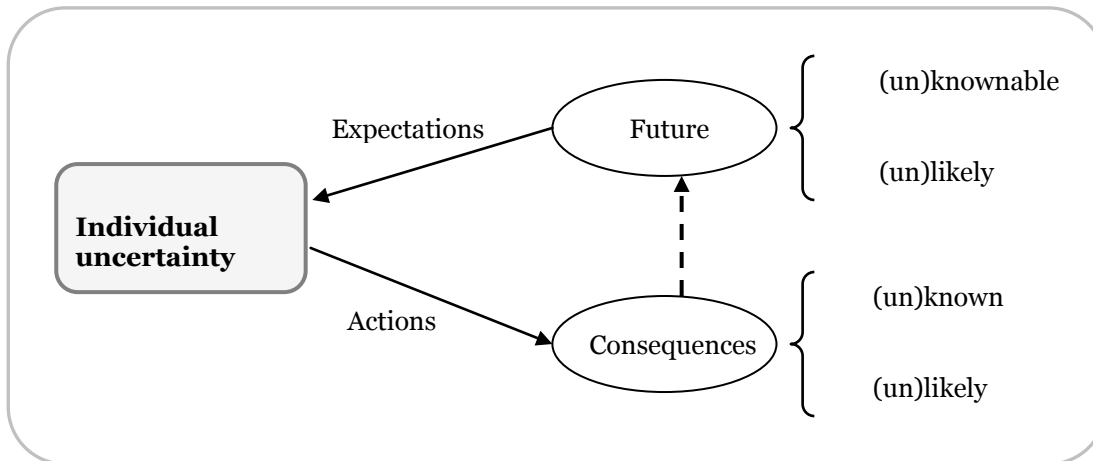 (un)knownable
Expectations
Future
(un)likely
Individual
uncertainty
(un)known
Actions
Consequences
(un)likely